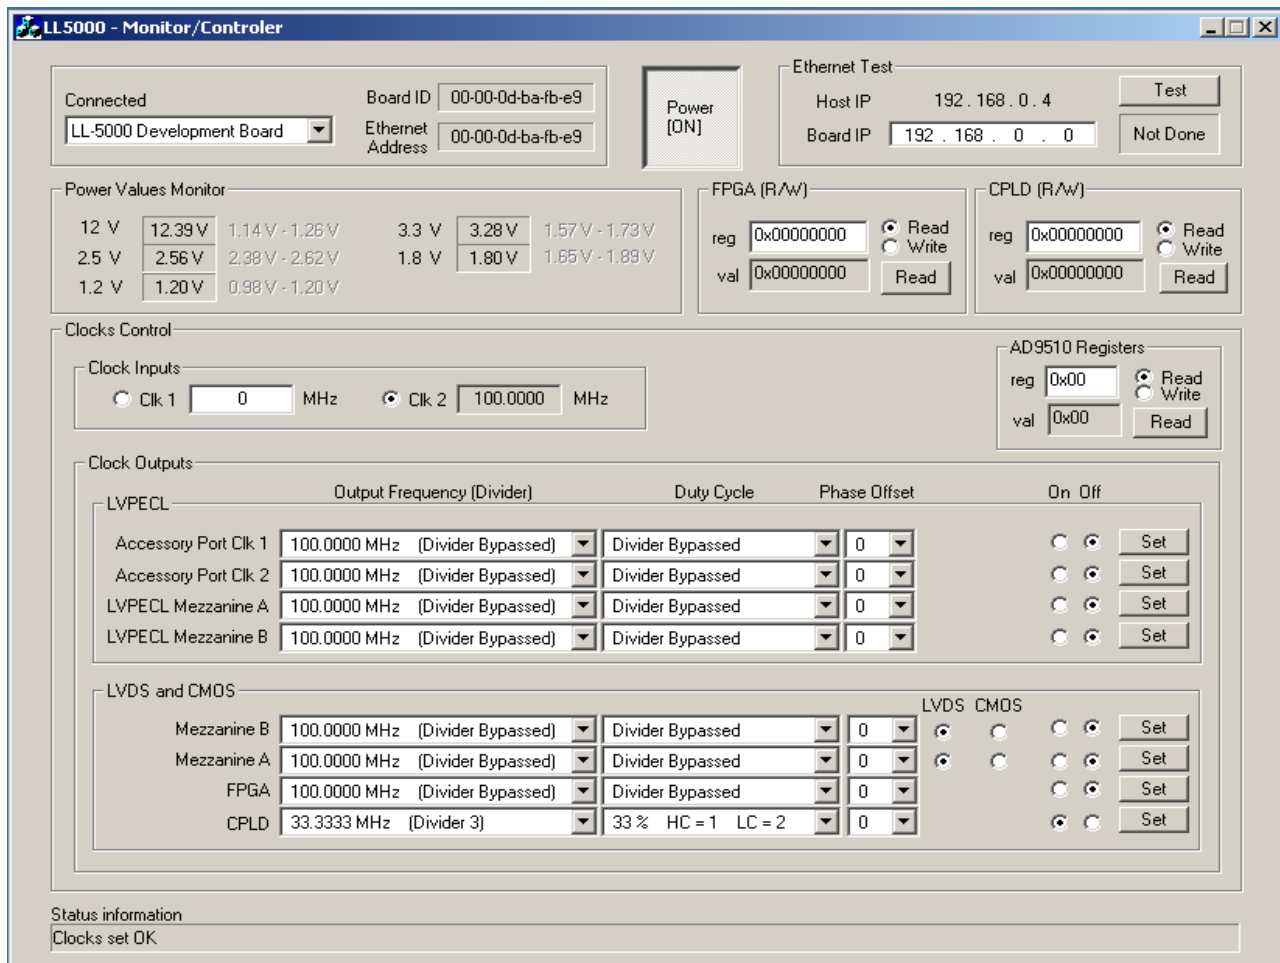 LL5000 - Monitor/Controler
Connected
LL-5000 Development Board
Board ID 00-00-0d-ba-fb-e9
Ethernet Address 00-00-0d-ba-fb-e9
Power [ON]
Ethernet Test
Host IP 192.168.0.4 Test
Board IP 192 . 168 . 0 . 0 Not Done
Power Values Monitor
12 V 12.39 V 1.14 V - 1.26 V 3.3 V 3.28 V 1.57 V - 1.73 V
2.5 V 2.56 V 2.38 V - 2.62 V 1.8 V 1.80 V 1.65 V - 1.89 V
1.2 V 1.20 V 0.98 V - 1.20 V
FPGA (R/W)
reg 0x00000000 Read
Write
val 0x00000000 Read
CPLD (R/W)
reg 0x00000000 Read
Write
val 0x00000000 Read
Clocks Control
Clock Inputs
Clk 1 0 MHz Clk 2 100.0000 MHz
AD9510 Registers
reg 0x00 Read
Write
val 0x00 Read
Clock Outputs
Output Frequency (Divider) Duty Cycle Phase Offset On Off
LVPECL
Accessory Port Clk 1 100.0000 MHz (Divider Bypassed) Divider Bypassed 0 Set
Accessory Port Clk 2 100.0000 MHz (Divider Bypassed) Divider Bypassed 0 Set
LVPECL Mezzanine A 100.0000 MHz (Divider Bypassed) Divider Bypassed 0 Set
LVPECL Mezzanine B 100.0000 MHz (Divider Bypassed) Divider Bypassed 0 Set
LVDS and CMOS
LVDS CMOS
Mezzanine B 100.0000 MHz (Divider Bypassed) Divider Bypassed 0 Set
Mezzanine A 100.0000 MHz (Divider Bypassed) Divider Bypassed 0 Set
FPGA 100.0000 MHz (Divider Bypassed) Divider Bypassed 0 Set
CPLD 33.3333 MHz (Divider 3) 33 % HC = 1 LC = 2 0 Set
Status information
Clocks set OK